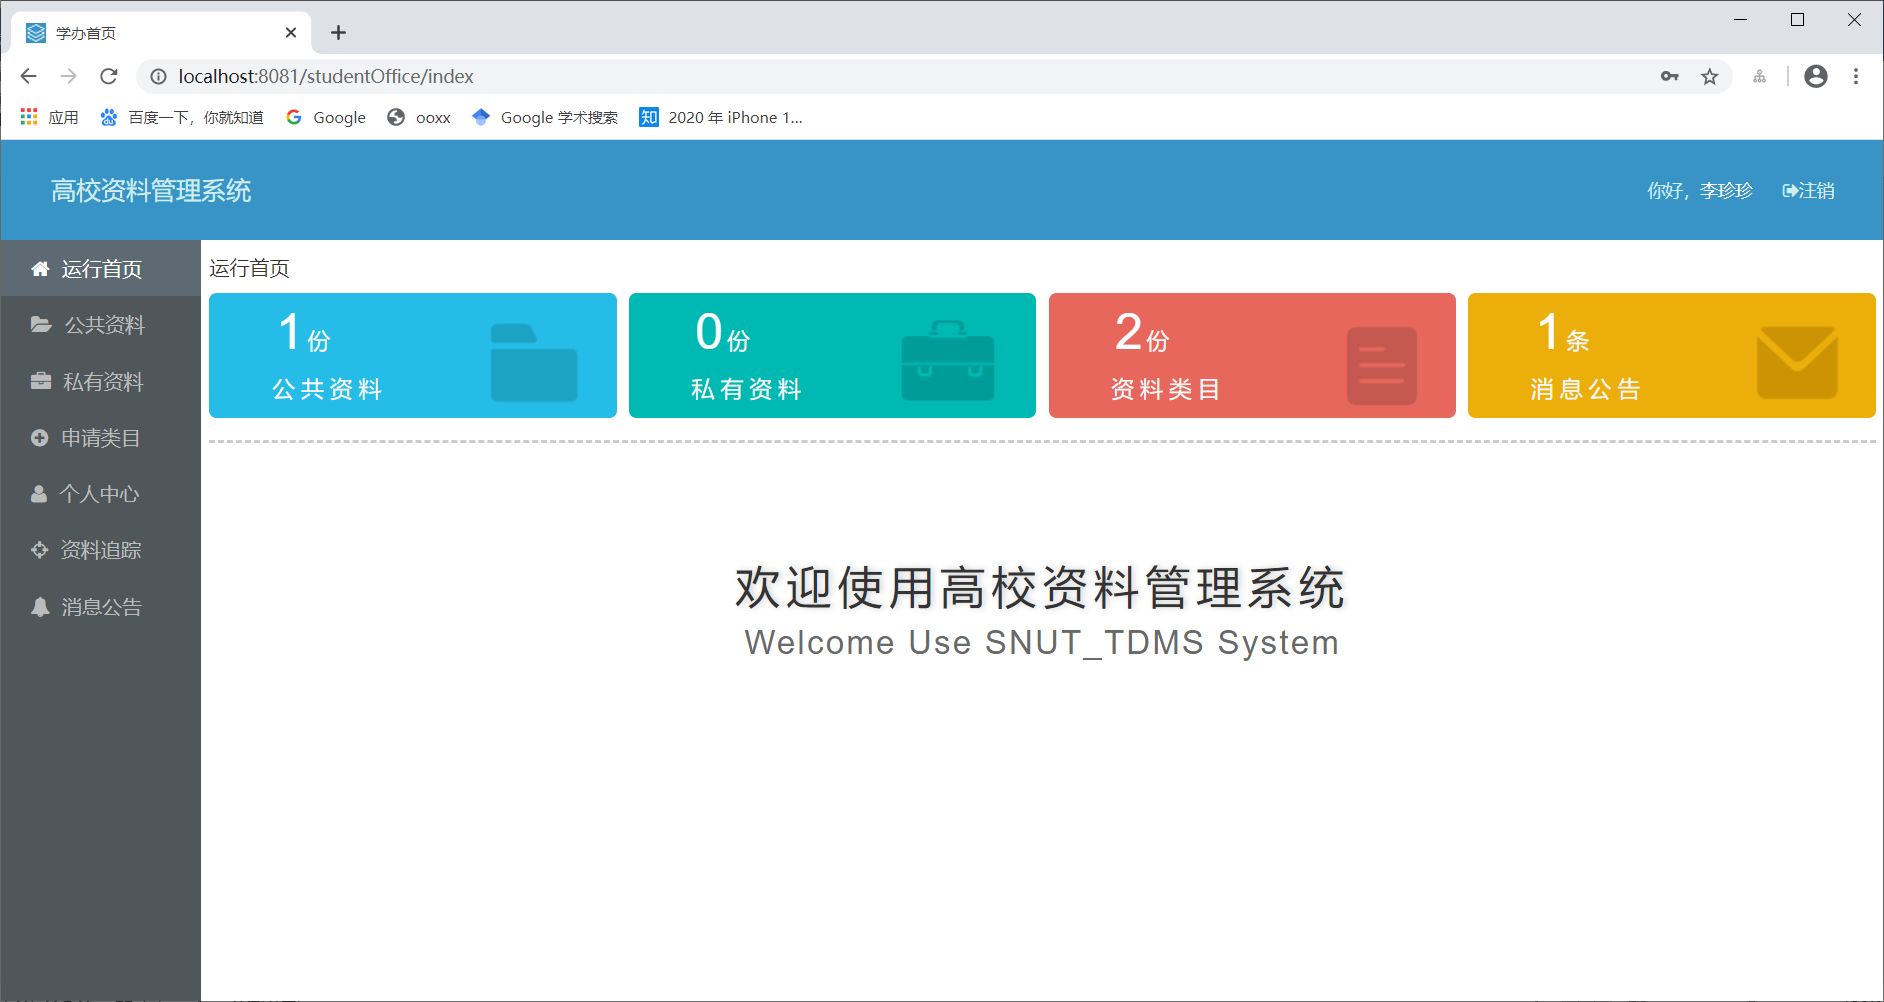 学办首页
localhost:8081/studentOffice/index
应用 百度一下，你就知道 Google ooxx Google 学术搜索 知 2020 年 iPhone 1...
高校资料管理系统 你好，李珍珍 注销
运行首页
公共资料
私有资料
申请类目
个人中心
资料追踪
消息公告
运行首页
1份
公共资料
0份
私有资料
2份
资料类目
1条
消息公告
欢迎使用高校资料管理系统
Welcome Use SNUT_TDMS System